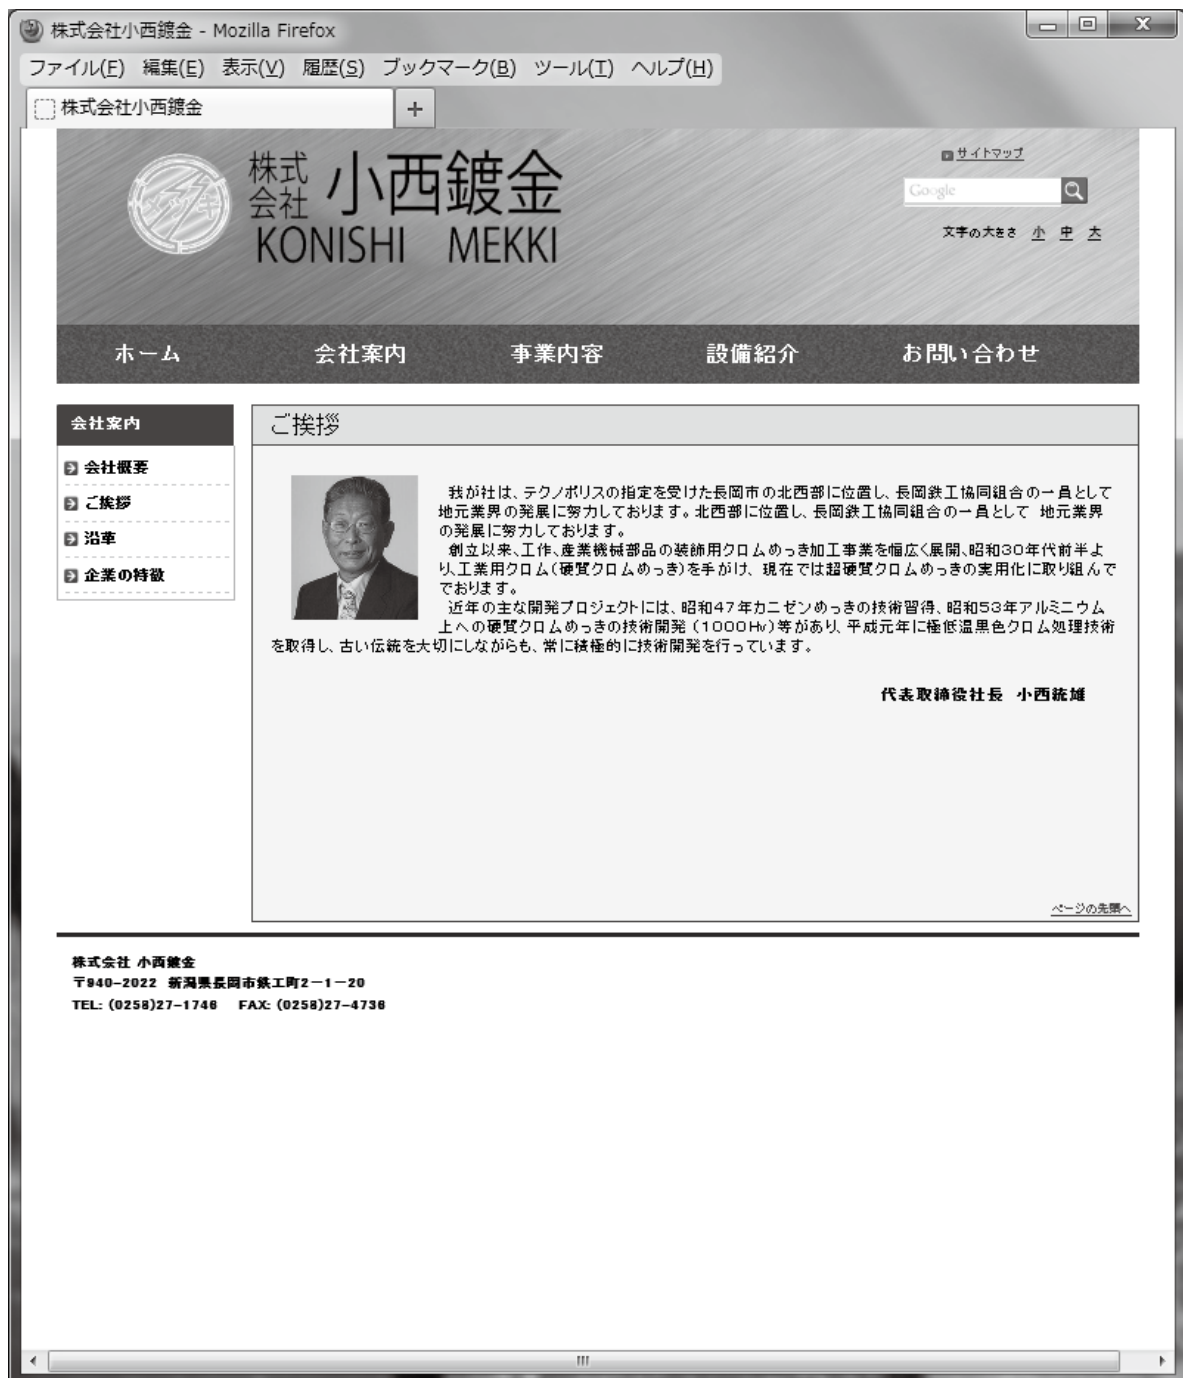 株式会社小西鍍金 - Mozilla Firefox
ファイル(F) 編集(E) 表示(V) 履歴(S) ブックマーク(B) ツール(T) ヘルプ(H)
株式会社小西鍍金
+
メッキ
株式会社 小西鍍金
KONISHI MEKKI
サイトマップ
Google
文字の大きさ 小 中 大
ホーム 会社案内 事業内容 設備紹介 お問い合わせ
会社案内
会社概要
ご挨拶
沿革
企業の特徴
ご挨拶
我が社は、テクノポリスの指定を受けた長岡市の北西部に位置し、長岡鉄工協同組合の一員として
地元業界の発展に努力しております。北西部に位置し、長岡鉄工協同組合の一員として 地元業界
の発展に努力しております。
創立以来、工作、産業機械部品の装飾用クロムめっき加工事業を幅広く展開、昭和30年代前半よ
り、工業用クロム(硬質クロムめっき)を手がけ、現在では超硬質クロムめっきの実用化に取り組んで
でおります。
近年の主な開発プロジェクトには、昭和47年カニゼンめっきの技術習得、昭和53年アルミニウム
上への硬質クロムめっきの技術開発 (1000Hv)等があり、平成元年に極低温黒色クロム処理技術
を取得し、古い伝統を大切にしながらも、常に積極的に技術開発を行っています。
代表取締役社長 小西統雄
ページの先頭へ
株式会社 小西鍍金
〒940-2022 新潟県長岡市鉄工町2-1-20
TEL: (0258)27-1746 FAX: (0258)27-4736